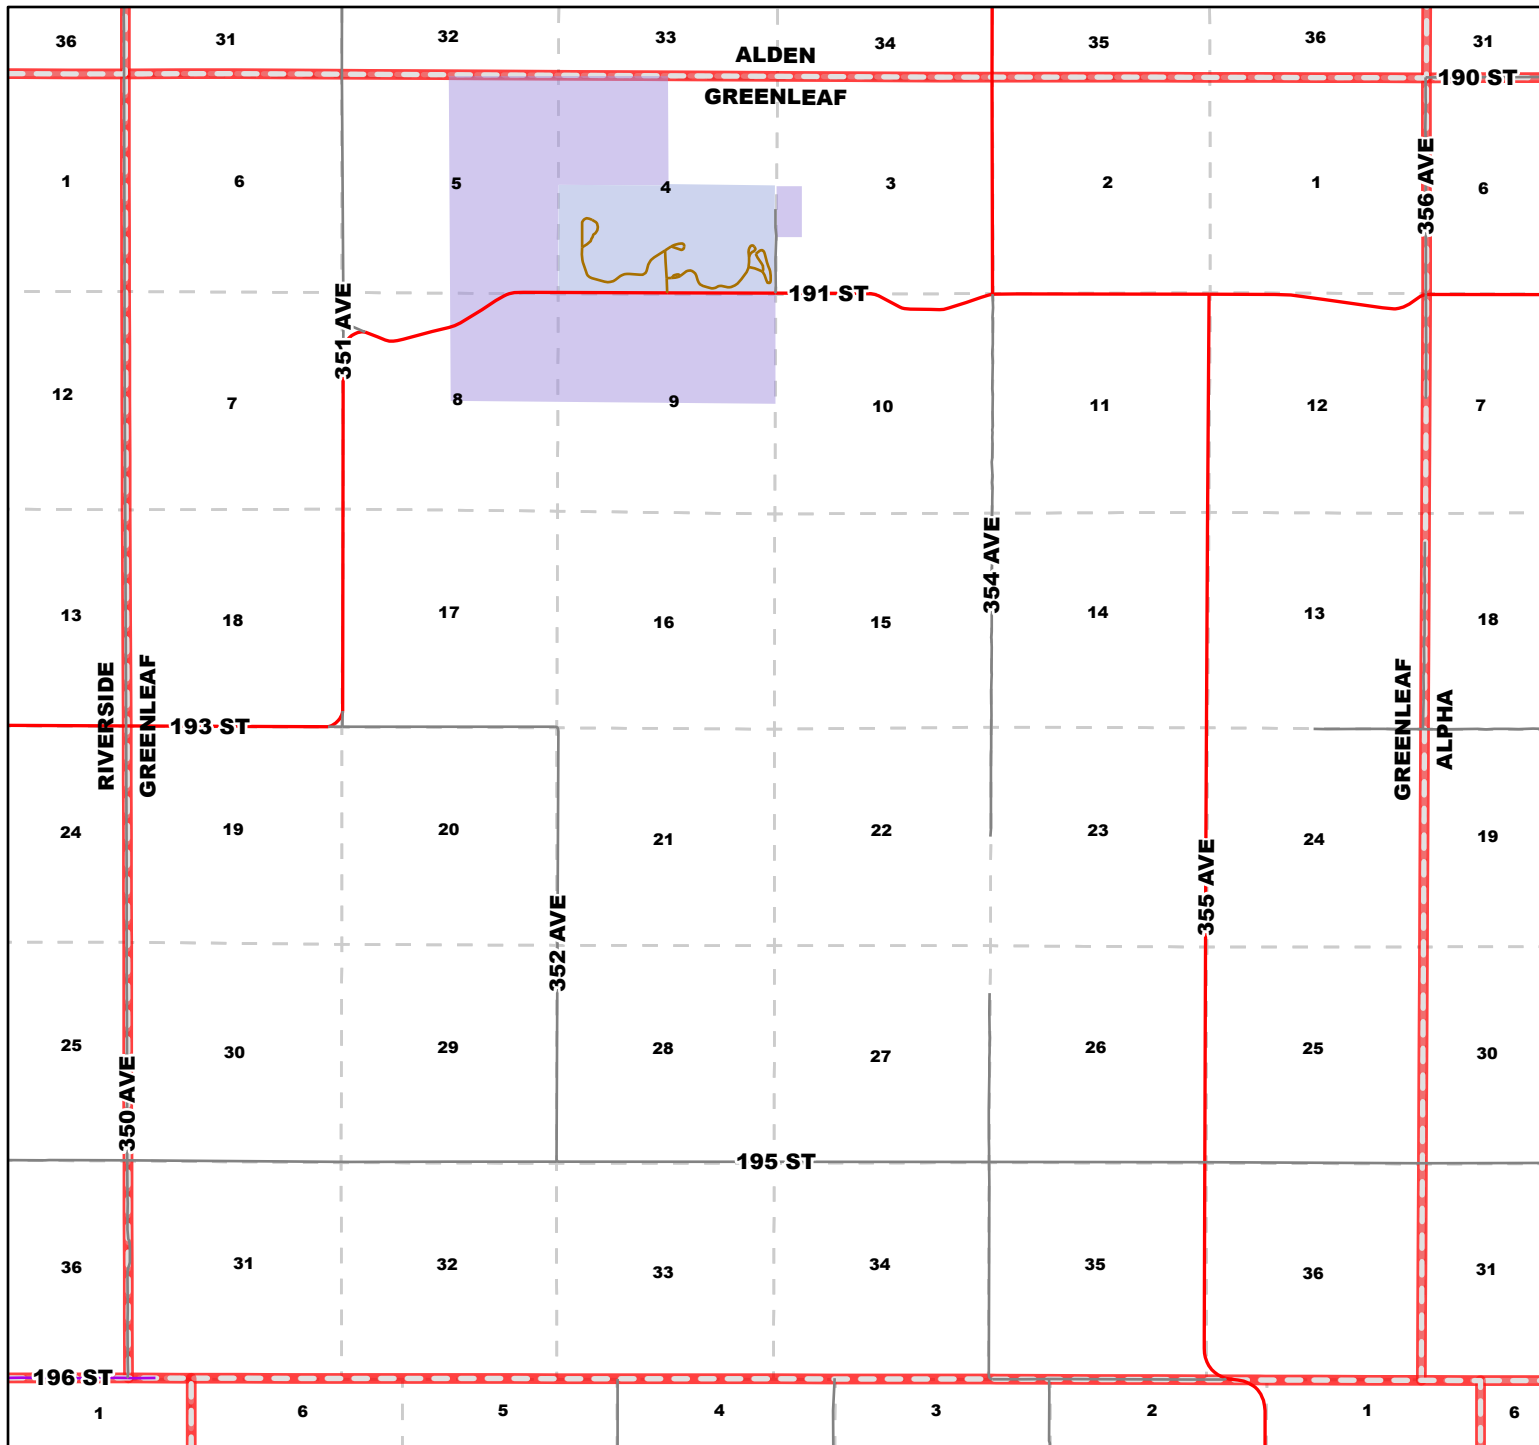 36 31 32 33 34 35 36 31
ALDEN
190 ST
GREENLEAF
1 6 5 4 3 2 1 6
356 AVE
191 ST
351 AVE
12 7 8 9 10 11 12 7
354 AVE
13 18 17 16 15 14 13 18
RIVERSIDE
GREENLEAF
193 ST
GREENLEAF
ALPHA
24 19 20 21 22 23 24 19
355 AVE
352 AVE
25 30 29 28 27 26 25 30
350 AVE
195 ST
36 31 32 33 34 35 36 31
196 ST
1 6 5 4 3 2 1 6